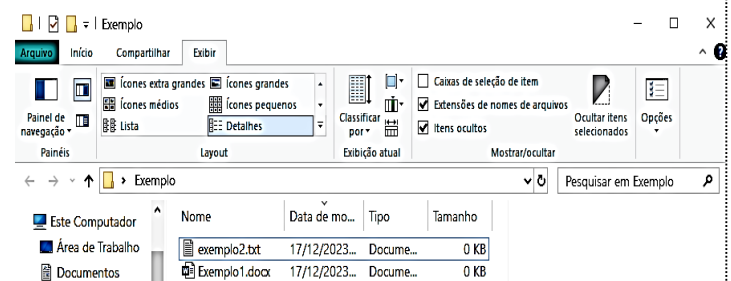 Exemplo
Arquivo Início Compartilhar Exibir
Ícones extra grandes Ícones grandes
Ícones médios Ícones pequenos
Lista Detalhes
Painel de navegação
Classificar por
Caixas de seleção de item
Extensões de nomes de arquivos
Itens ocultos
Ocultar itens selecionados
Opções
Painéis Layout Exibição atual Mostrar/ocultar
Exemplo Pesquisar em Exemplo
Este Computador
Área de Trabalho
Documentos
Nome Data de mo... Tipo Tamanho
exemplo2.txt 17/12/2023... Docume... 0 KB
Exemplo1.docx 17/12/2023... Docume... 0 KB